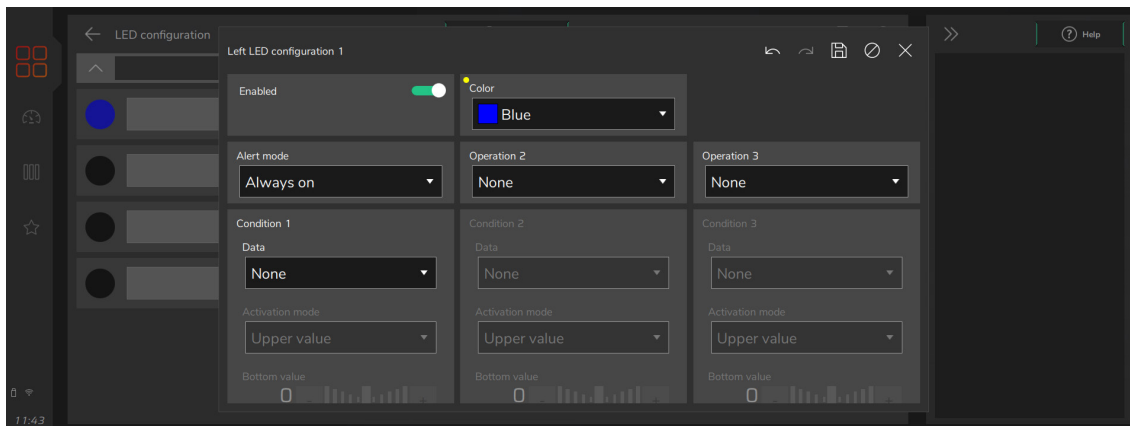 LED configuration
Help
Left LED configuration 1
Enabled
Color
Blue
Alert mode
Operation 2
Operation 3
Always on
None
None
Condition 1
Condition 2
Condition 3
Data
Data
Data
None
None
None
Activation mode
Activation mode
Activation mode
Upper value
Upper value
Upper value
Bottom value
Bottom value
Bottom value
0 - +
0 - +
0 - +
11:43